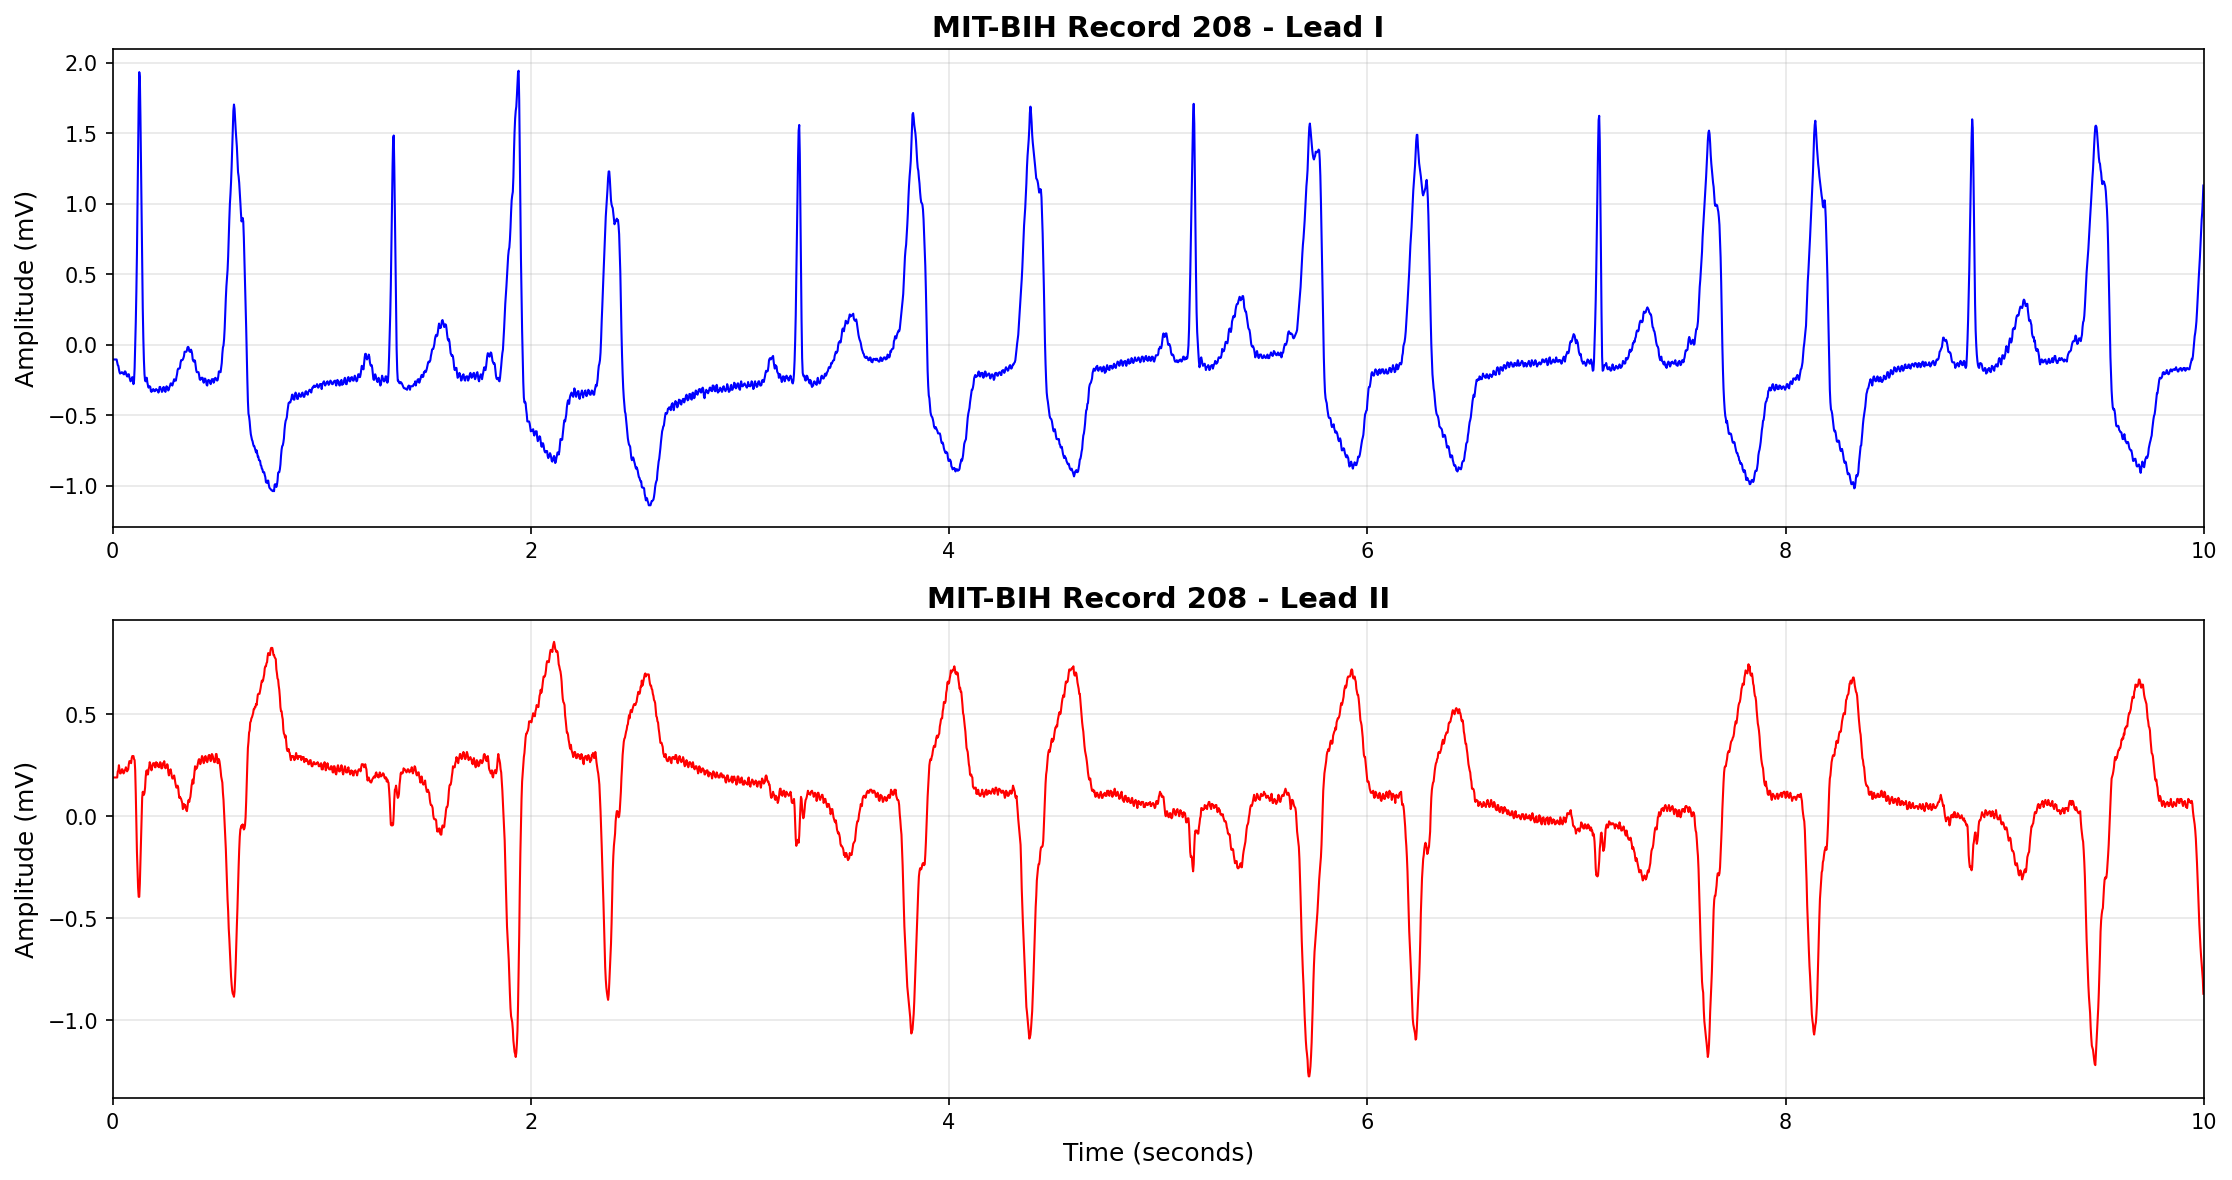 MIT-BIH Record 208 - Lead I
Amplitude (mV)
2.0
1.5
1.0
0.5
0.0
−0.5
−1.0
0 2 4 6 8 10
MIT-BIH Record 208 - Lead II
Amplitude (mV)
0.5
0.0
−0.5
−1.0
0 2 4 6 8 10
Time (seconds)